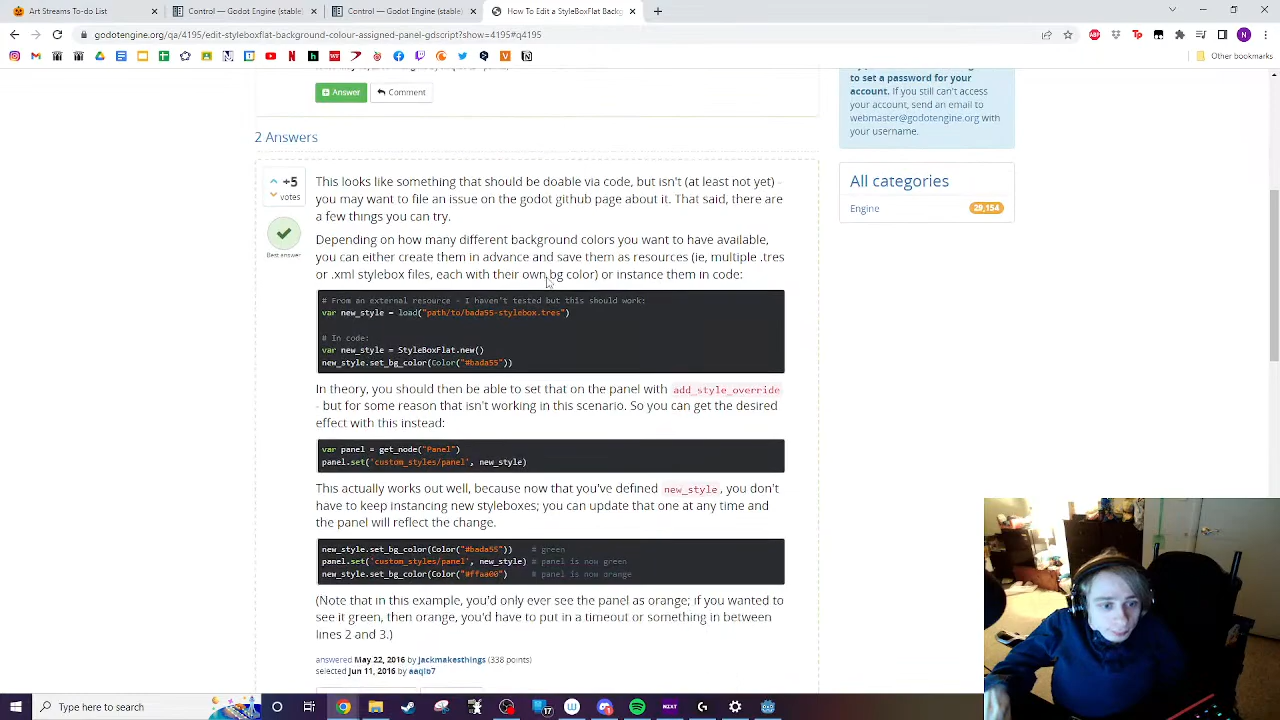 Art Streams To-do List
Control — Godot Engine (stable)
Control — Godot Engine (stable)
How To Edit a StyleBoxFlat Backg
godotengine.org/qa/4195/edit-styleboxflat-background-colour-assigned-panel-gdscript?show=4195#q4195
Other bookmarks
to set a password for your
account. If you still can't access
your account, send an email to
webmaster@godotengine.org with
your username.
Answer
Comment
2 Answers
All categories
Engine
29,154
+5
votes
Best answer
This looks like something that should be doable via code, but isn't (at least not yet) -
you may want to file an issue on the godot github page about it. That said, there are
a few things you can try.
Depending on how many different background colors you want to have available,
you can either create them in advance and save them as resources (ie, multiple .tres
or .xml stylebox files, each with their own bg color) or instance them in code:
# From an external resource - I haven't tested but this should work:
var new_style = load("path/to/bada55-stylebox.tres")
# In code:
var new_style = StyleBoxFlat.new()
new_style.set_bg_color(Color("#bada55"))
In theory, you should then be able to set that on the panel with add_style_override
- but for some reason that isn't working in this scenario. So you can get the desired
effect with this instead:
var panel = get_node("Panel")
panel.set('custom_styles/panel', new_style)
This actually works out well, because now that you've defined new_style, you don't
have to keep instancing new styleboxes; you can update that one at any time and
the panel will reflect the change.
new_style.set_bg_color(Color("#bada55")) # green
panel.set('custom_styles/panel', new_style) # panel is now green
new_style.set_bg_color(Color("#ffaa00") # panel is now orange
(Note that in this example, you'd only ever see the panel as orange; if you wanted to
see it green, then orange, you'd have to put in a timeout or something in between
lines 2 and 3.)
answered May 22, 2016 by jackmakesthings (338 points)
selected Jun 11, 2016 by aaqib7
Type here to search